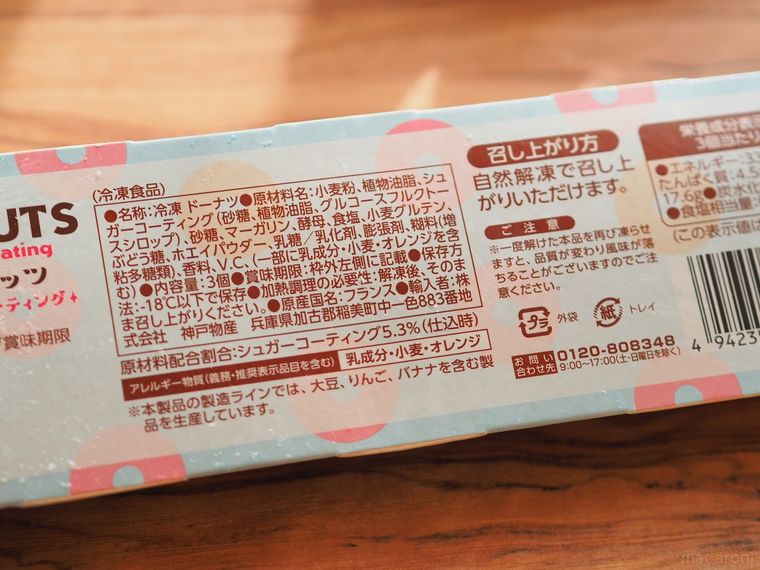 UTS
ating
ッツ
ーティング
賞味期限
(冷凍食品)
●名称:冷凍 ドーナツ●原材料名:小麦粉、植物油脂、シュ
ガーコーティング(砂糖、植物油脂、グルコースフルクトー
スシロップ)、砂糖、マーガリン、酵母、食塩、小麦グルテン、
ぶどう糖、ホエイパウダー、乳糖／乳化剤、膨張剤、糊料(増
粘多糖類)、香料、V.C、(一部に乳成分・小麦・オレンジを含
む)●内容量:3個●賞味期限:枠外左側に記載●保存方
法:-18℃以下で保存●加熱調理の必要性:解凍後、そのま
ま召し上がりください。●原産国名:フランス●輸入者:株
式会社 神戸物産 兵庫県加古郡稲美町中一色883番地
原材料配合割合:シュガーコーティング5.3%(仕込時)
アレルギー物質(義務・推奨表示品目を含む) 乳成分・小麦・オレンジ
※本製品の製造ラインでは、大豆、りんご、バナナを含む製
品を生産しています。
召し上がり方
自然解凍で召し上
がりいただけます。
ご注意
※一度解けた本品を再び凍らせ
ますと、品質が変わり風味が落
ちることがございますのでご注
意ください。
プラ 外袋 紙 トレイ
お問い
合わせ先 0120-808348
9:00〜17:00(土・日曜日を除く)
栄養成分表示
3個当たり
●エネルギー:3
たんぱく質:4.5
17.6g●炭水化
●食塩相当量:
(この表示値は
4 9423
macaroni